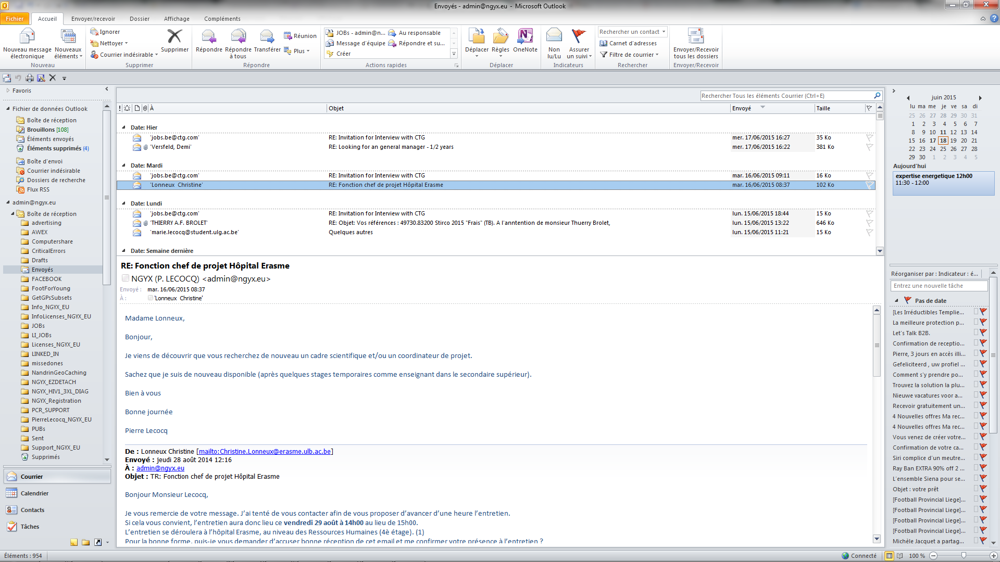 Envoyés - admin@ngyx.eu - Microsoft Outlook
Fichier Accueil Envoyer/recevoir Dossier Affichage Compléments
Nouveau message électronique
Nouveaux éléments
Nouveau
Ignorer
Nettoyer
Courrier indésirable
Supprimer
Supprimer
Répondre
Répondre à tous
Transférer
Réunion
Plus
Répondre
JOBs - admin@n...
Message d'équipe
Créer
Au responsable
Répondre et su...
Actions rapides
Déplacer
Règles
OneNote
Déplacer
Non lu/Lu
Assurer un suivi
Indicateurs
Rechercher un contact
Carnet d'adresses
Filtre de courrier
Rechercher
Envoyer/Recevoir tous les dossiers
Envoyer/Recevoir
Favoris
Fichier de données Outlook
Boîte de réception
Brouillons [108]
Éléments envoyés
Éléments supprimés (4)
Boîte d'envoi
Courrier indésirable
Dossiers de recherche
Flux RSS
admin@ngyx.eu
Boîte de réception
advertising
AWEX
Computershare
CriticalErrors
Drafts
Envoyés
FACEBOOK
FootForYoung
GetGPsSubsets
Info_NGYX_EU
InfoLicenses_NGYX_EU
JOBs
LI_JOBs
Licenses_NGYX_EU
LINKED_IN
missedones
NandrinGeoCaching
NGYX_EZDETACH
NGYX_HIV1_3XL_DIAG
NGYX_Registration
PCR_SUPPORT
PierreLecocq_NGYX_EU
PUBs
Sent
Support_NGYX_EU
Supprimés
Courrier
Calendrier
Contacts
Tâches
Rechercher Tous les éléments Courrier (Ctrl+E)
À Objet Envoyé Taille
Date: Hier
'jobs.be@ctg.com' RE: Invitation for Interview with CTG mer. 17/06/2015 16:27 35 Ko
'Versfeld, Demi' RE: Looking for an general manager - 1/2 years mer. 17/06/2015 16:22 381 Ko
Date: Mardi
'jobs.be@ctg.com' RE: Invitation for Interview with CTG mar. 16/06/2015 09:11 16 Ko
'Lonneux Christine' RE: Fonction chef de projet Hôpital Erasme mar. 16/06/2015 08:37 102 Ko
Date: Lundi
'jobs.be@ctg.com' RE: Invitation for Interview with CTG lun. 15/06/2015 18:44 15 Ko
'THIERRY A.F. BROLET' RE: Objet: Vos références : 49730.83200 Stirco 2015 "Frais" (TB). A l'anntention de monsieur Thuerry Brolet, lun. 15/06/2015 13:22 646 Ko
'marie.lecocq@student.ulg.ac.be' Quelques autres lun. 15/06/2015 11:21 15 Ko
Date: Semaine dernière
RE: Fonction chef de projet Hôpital Erasme
NGYX (P. LECOCQ) <admin@ngyx.eu>
Envoyé : mar. 16/06/2015 08:37
À : 'Lonneux Christine'
Madame Lonneux,
Bonjour,
Je viens de découvrir que vous recherchez de nouveau un cadre scientifique et/ou un coordinateur de projet.
Sachez que je suis de nouveau disponible (après quelques stages temporaires comme enseignant dans le secondaire supérieur).
Bien à vous
Bonne journée
Pierre Lecocq
De : Lonneux Christine [mailto:Christine.Lonneux@erasme.ulb.ac.be]
Envoyé : jeudi 28 août 2014 12:16
À : admin@ngyx.eu
Objet : TR: Fonction chef de projet Hôpital Erasme
Bonjour Monsieur Lecocq,
Je vous remercie de votre message. J'ai tenté de vous contacter afin de vous proposer d'avancer d'une heure l'entretien.
Si cela vous convient, l'entretien aura donc lieu ce vendredi 29 août à 14h00 au lieu de 15h00.
L'entretien se déroulera à l'hôpital Erasme, au niveau des Ressources Humaines (4è étage). (1)
Pour la bonne forme, puis-je vous demander d'accuser bonne réception de cet email et me confirmer votre présence à l'entretien ?
juin 2015
lu ma me je ve sa di
25 26 27 28 29 30 31
1 2 3 4 5 6 7
8 9 10 11 12 13 14
15 16 17 18 19 20 21
22 23 24 25 26 27 28
29 30 1 2 3 4 5
Aujourd'hui
expertise energetique 12h00
11:30 - 12:00
Réorganiser par : Indicateur : é...
Entrez une nouvelle tâche
Pas de date
[Les Irréductibles Templie...
La meilleure protection p...
Let's Talk B2B.
Confirmation de receptio...
Pierre, 3 jours en accès illi...
Gefeliciteerd , uw profiel ...
Comment s'y prendre po...
Trouvez la solution la plu...
Nieuwe vacatures voor a...
Recevoir gratuitement un...
4 Nouvelles offres Ma rec...
4 Nouvelles offres Ma rec...
Vous venez de créer votre...
Confirmation de votre ca...
Siri complice d'un meutre...
Ray Ban EXTRA 90% off 2 ...
L'ensemble Siena pour se...
Objet : votre prêt
[Football Provincial Liege]...
[Football Provincial Liege]...
[Football Provincial Liege]...
[Football Provincial Liege]...
Michèle Jacquet a partag...
Éléments : 954
Connecté
100 %